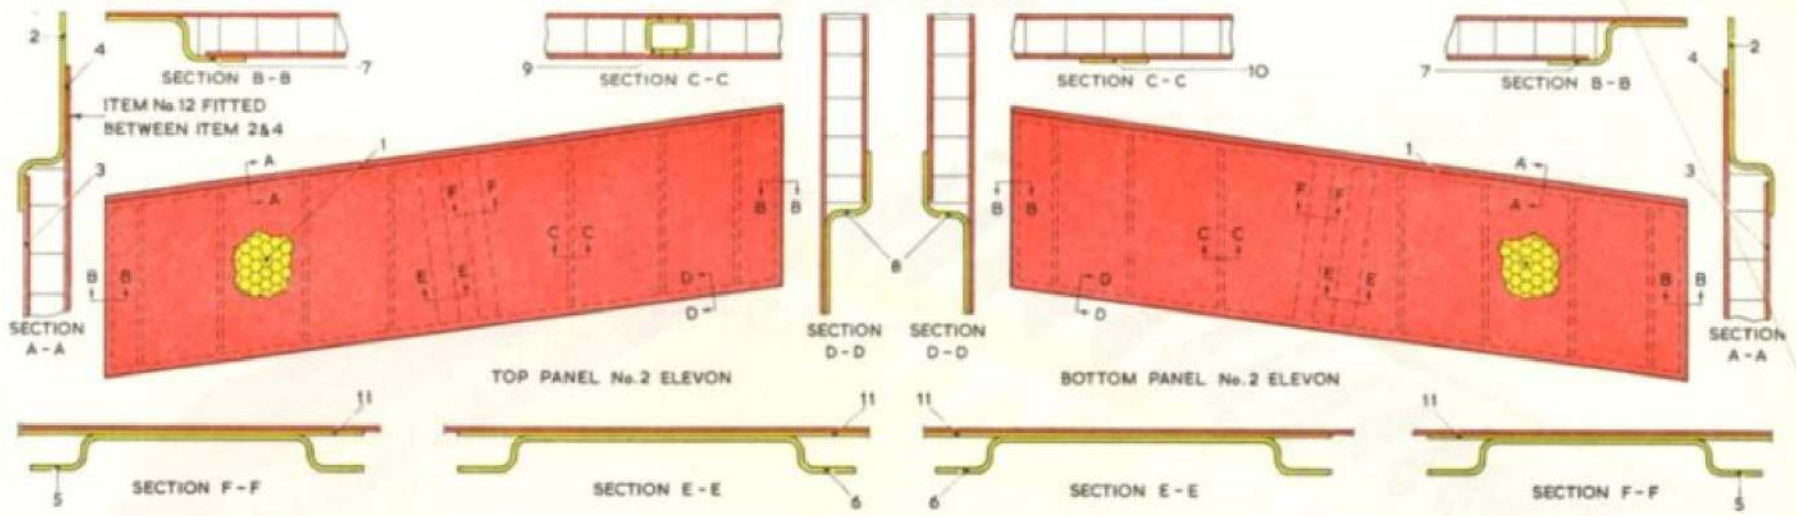 2
4
7
SECTION B-B
9
SECTION C-C
SECTION C-C
10
7
SECTION B-B
4
2
ITEM No.12 FITTED
BETWEEN ITEM 2&4
1
3
A
A
F F
B B
C C
E E
B B
D
D
8
SECTION
A-A
SECTION
D-D
SECTION
D-D
B B
F F
C C
E E
D
D
1
A
A
3
B B
SECTION
A-A
TOP PANEL No.2 ELEVON
BOTTOM PANEL No.2 ELEVON
11
11
11
11
5
SECTION F-F
SECTION E-E
6
6
SECTION E-E
SECTION F-F
5